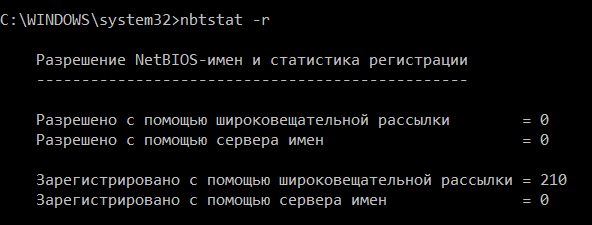 C:\WINDOWS\system32>nbtstat -r
Разрешение NetBIOS-имен и статистика регистрации
------------------------------------------------
Разрешено с помощью широковещательной рассылки = 0
Разрешено с помощью сервера имен = 0
Зарегистрировано с помощью широковещательной рассылки = 210
Зарегистрировано с помощью сервера имен = 0